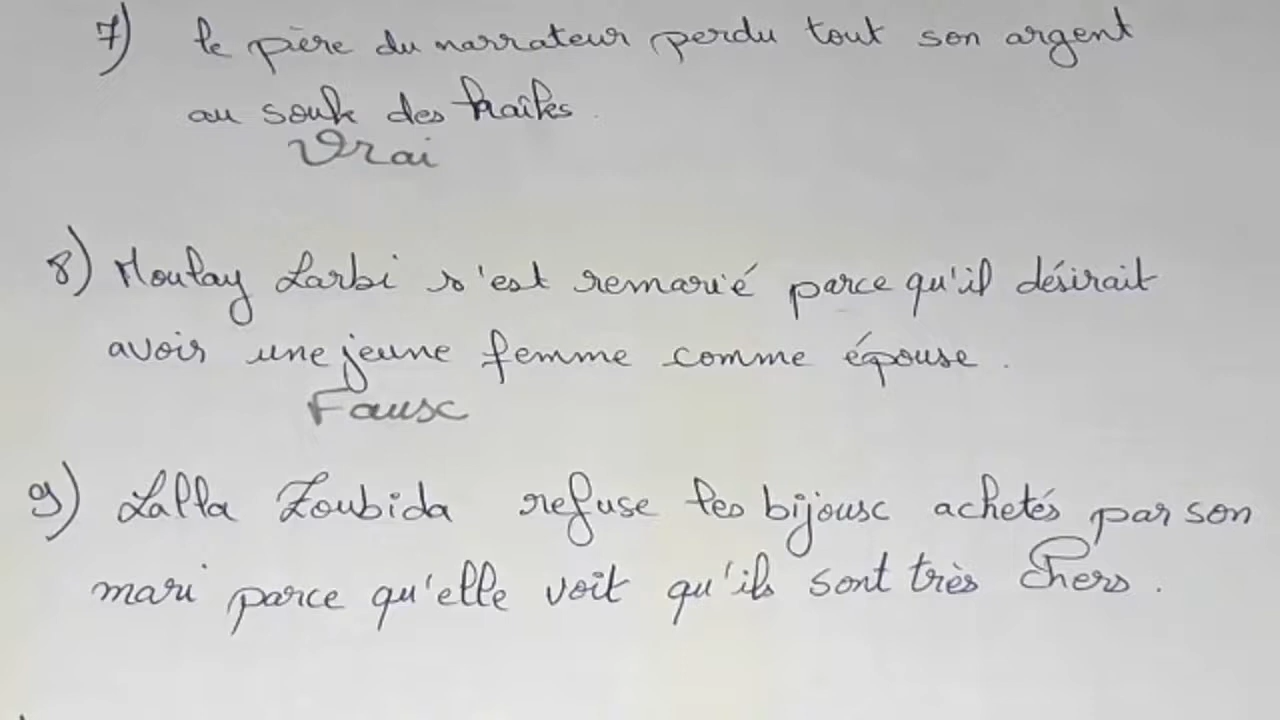 7) le père du narrateur perdu tout son argent
au souk des haîks.
Vrai
8) Moulay Larbi s'est remarié parce qu'il désirait
avoir une jeune femme comme épouse.
Faux
9) Lalla Zoubida refuse les bijoux achetés par son
mari parce qu'elle voit qu'ils sont très chers.